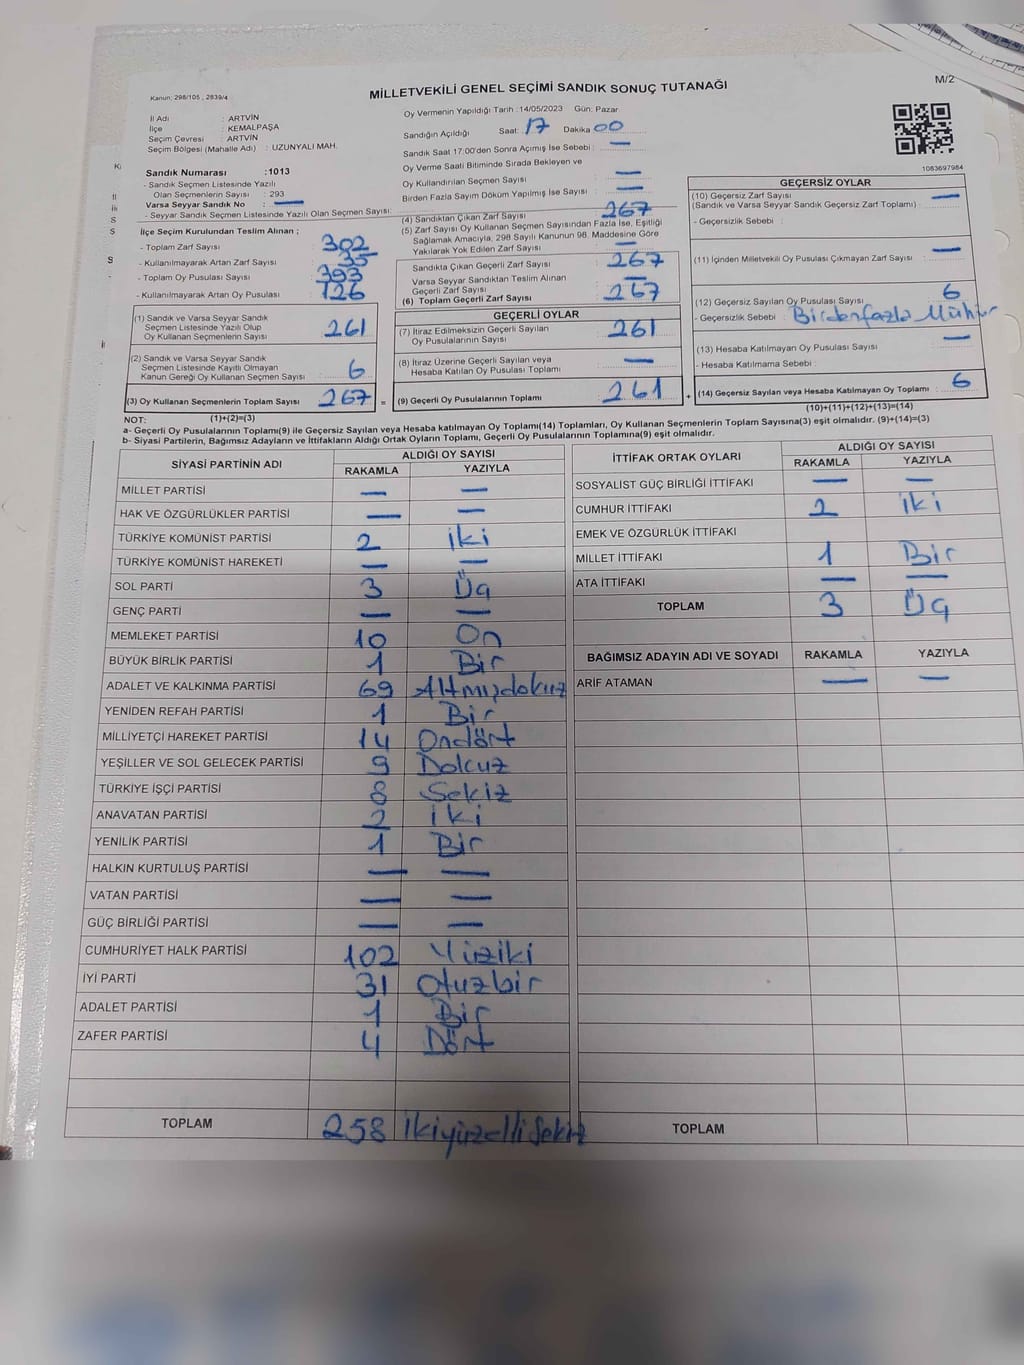 MİLLETVEKİLİ GENEL SEÇİMİ SANDIK SONUÇ TUTANAĞI
M/2
Kanun: 298/105 , 2839/4
İl Adı : ARTVİN
İlçe : KEMALPAŞA
Seçim Çevresi : ARTVİN
Seçim Bölgesi (Mahalle Adı) : UZUNYALI MAH.
Sandık Numarası :1013
- Sandık Seçmen Listesinde Yazılı
Olan Seçmenlerin Sayısı : 293
Varsa Seyyar Sandık No : —
- Seyyar Sandık Seçmen Listesinde Yazılı Olan Seçmen Sayısı:
İlçe Seçim Kurulundan Teslim Alınan ;
- Toplam Zarf Sayısı : 302
- Kullanılmayarak Artan Zarf Sayısı : 35
- Toplam Oy Pusulası Sayısı : 393
- Kullanılmayarak Artan Oy Pusulası : 126
(1) Sandık ve Varsa Seyyar Sandık
Seçmen Listesinde Yazılı Olup
Oy Kullanan Seçmenlerin Sayısı : 261
(2) Sandık ve Varsa Seyyar Sandık
Seçmen Listesinde Kayıtlı Olmayan
Kanun Gereği Oy Kullanan Seçmen Sayısı : 6
(3) Oy Kullanan Seçmenlerin Toplam Sayısı : 267
Oy Vermenin Yapıldığı Tarih :14/05/2023 Gün: Pazar
Sandığın Açıldığı Saat: 17 Dakika 00
Sandık Saat 17:00'den Sonra Açımış İse Sebebi : —
Oy Verme Saati Bitiminde Sırada Bekleyen ve
Oy Kullandırılan Seçmen Sayısı : —
Birden Fazla Sayım Döküm Yapılmış İse Sayısı : —
(4) Sandıktan Çıkan Zarf Sayısı : 267
(5) Zarf Sayısı Oy Kullanan Seçmen Sayısından Fazla İse, Eşitliği
Sağlamak Amacıyla, 298 Sayılı Kanunun 98. Maddesine Göre
Yakılarak Yok Edilen Zarf Sayısı : —
Sandıkta Çıkan Geçerli Zarf Sayısı : 267
Varsa Seyyar Sandıktan Teslim Alınan
Geçerli Zarf Sayısı : —
(6) Toplam Geçerli Zarf Sayısı : 267
GEÇERLİ OYLAR
(7) İtiraz Edilmeksizin Geçerli Sayılan
Oy Pusulalarının Sayısı : 261
(8) İtiraz Üzerine Geçerli Sayılan veya
Hesaba Katılan Oy Pusulası Toplamı : —
= (9) Geçerli Oy Pusulalarının Toplamı : 261
1083697984
GEÇERSİZ OYLAR
(10) Geçersiz Zarf Sayısı : —
(Sandık ve Varsa Seyyar Sandık Geçersiz Zarf Toplamı)
- Geçersizlik Sebebi :
(11) İçinden Milletvekili Oy Pusulası Çıkmayan Zarf Sayısı : —
(12) Geçersiz Sayılan Oy Pusulası Sayısı : 6
- Geçersizlik Sebebi : Birdenfazla Mühür
(13) Hesaba Katılmayan Oy Pusulası Sayısı : —
- Hesaba Katılmama Sebebi :
+ (14) Geçersiz Sayılan veya Hesaba Katılmayan Oy Toplamı : 6
NOT: (1)+(2)=(3) (10)+(11)+(12)+(13)=(14)
a- Geçerli Oy Pusulalarının Toplamı(9) ile Geçersiz Sayılan veya Hesaba katılmayan Oy Toplamı(14) Toplamları, Oy Kullanan Seçmenlerin Toplam Sayısına(3) eşit olmalıdır. (9)+(14)=(3)
b- Siyasi Partilerin, Bağımsız Adayların ve İttifakların Aldığı Ortak Oyların Toplamı, Geçerli Oy Pusulalarının Toplamına(9) eşit olmalıdır.
SİYASİ PARTİNİN ADI ALDIĞI OY SAYISI
RAKAMLA YAZIYLA
MİLLET PARTİSİ — —
HAK VE ÖZGÜRLÜKLER PARTİSİ — —
TÜRKİYE KOMÜNİST PARTİSİ 2 iki
TÜRKİYE KOMÜNİST HAREKETİ — —
SOL PARTİ 3 Üç
GENÇ PARTİ — —
MEMLEKET PARTİSİ 10 On
BÜYÜK BİRLİK PARTİSİ 1 Bir
ADALET VE KALKINMA PARTİSİ 69 Altmışdokuz
YENİDEN REFAH PARTİSİ 1 Bir
MİLLİYETÇİ HAREKET PARTİSİ 14 Ondört
YEŞİLLER VE SOL GELECEK PARTİSİ 9 Dokuz
TÜRKİYE İŞÇİ PARTİSİ 8 Sekiz
ANAVATAN PARTİSİ 2 iki
YENİLİK PARTİSİ 1 Bir
HALKIN KURTULUŞ PARTİSİ — —
VATAN PARTİSİ — —
GÜÇ BİRLİĞİ PARTİSİ — —
CUMHURİYET HALK PARTİSİ 102 Yüziki
İYİ PARTİ 31 Otuzbir
ADALET PARTİSİ 1 Bir
ZAFER PARTİSİ 4 Dört
TOPLAM 258 ikiyüzellisekiz
İTTİFAK ORTAK OYLARI ALDIĞI OY SAYISI
RAKAMLA YAZIYLA
SOSYALİST GÜÇ BİRLİĞİ İTTİFAKI — —
CUMHUR İTTİFAKI 2 iki
EMEK VE ÖZGÜRLÜK İTTİFAKI
MİLLET İTTİFAKI 1 Bir
ATA İTTİFAKI — —
TOPLAM 3 Üç
BAĞIMSIZ ADAYIN ADI VE SOYADI RAKAMLA YAZIYLA
ARİF ATAMAN — —
TOPLAM